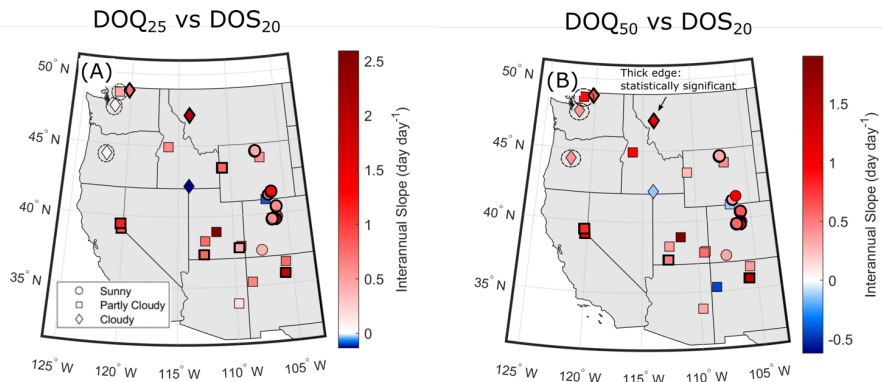 DOQ25 vs DOS20
(A)
50° N
45° N
40° N
35° N
125° W
120° W
115° W
110° W
105° W
Sunny
Partly Cloudy
Cloudy
2.5
2
1.5
1
0.5
0
Interannual Slope (day day⁻¹)
DOQ50 vs DOS20
(B)
Thick edge:
statistically significant
50° N
45° N
40° N
35° N
125° W
120° W
115° W
110° W
105° W
1.5
1
0.5
0
-0.5
Interannual Slope (day day⁻¹)